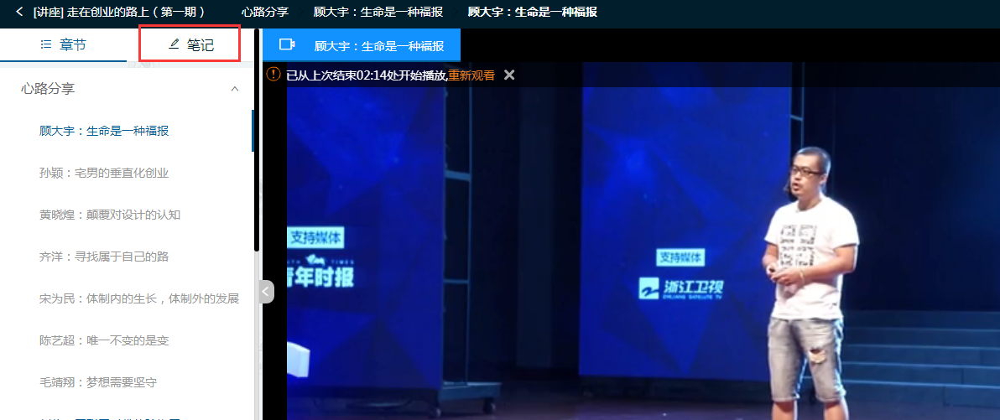 [讲座] 走在创业的路上（第一期） 心路分享 顾大宇：生命是一种福报 顾大宇：生命是一种福报
章节 笔记
顾大宇：生命是一种福报
已从上次结束02:14处开始播放,重新观看
心路分享
顾大宇：生命是一种福报
孙颖：宅男的垂直化创业
黄晓煌：颠覆对设计的认知
齐洋：寻找属于自己的路
宋为民：体制内的生长，体制外的发展
陈艺超：唯一不变的是变
毛靖翔：梦想需要坚守
支持媒体
TIMES
青年时报
支持媒体
浙江卫视
ZHEJIANG SATELLITE TV